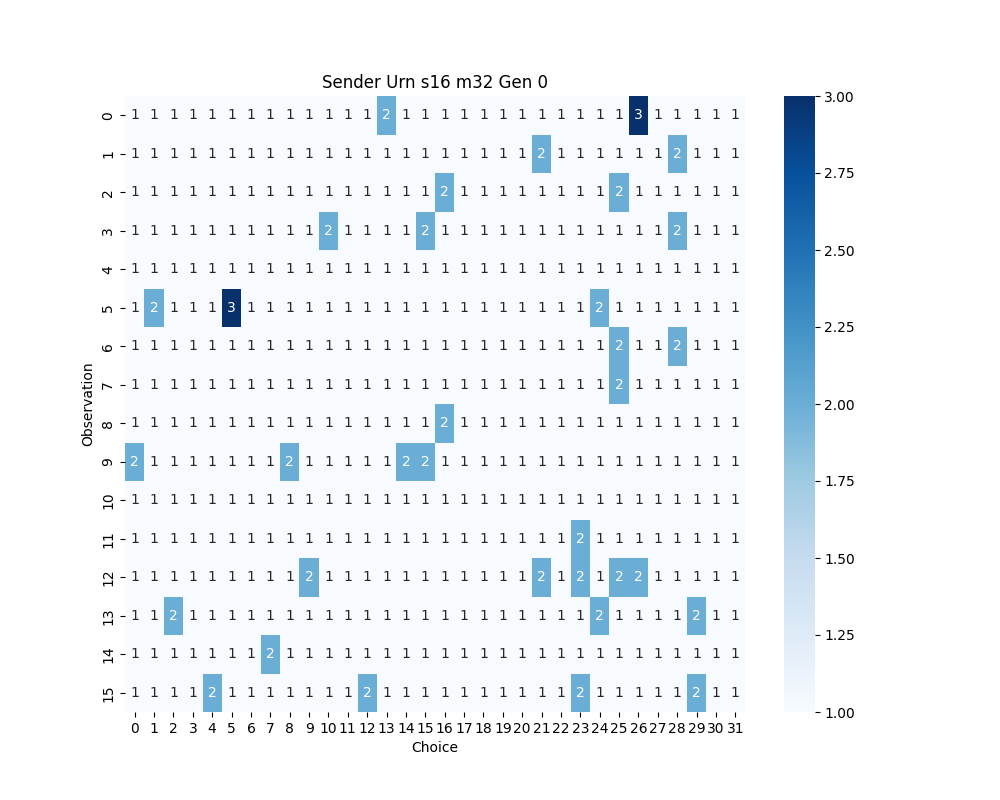 Sender Urn s16 m32 Gen 0
0 1 1 1 1 1 1 1 1 1 1 1 1 1 2 1 1 1 1 1 1 1 1 1 1 1 1 3 1 1 1 1 1
1 1 1 1 1 1 1 1 1 1 1 1 1 1 1 1 1 1 1 1 1 1 2 1 1 1 1 1 1 2 1 1 1
2 1 1 1 1 1 1 1 1 1 1 1 1 1 1 1 1 2 1 1 1 1 1 1 1 1 2 1 1 1 1 1 1
3 1 1 1 1 1 1 1 1 1 1 2 1 1 1 1 2 1 1 1 1 1 1 1 1 1 1 1 1 2 1 1 1
4 1 1 1 1 1 1 1 1 1 1 1 1 1 1 1 1 1 1 1 1 1 1 1 1 1 1 1 1 1 1 1 1
5 1 2 1 1 1 3 1 1 1 1 1 1 1 1 1 1 1 1 1 1 1 1 1 1 2 1 1 1 1 1 1 1
6 1 1 1 1 1 1 1 1 1 1 1 1 1 1 1 1 1 1 1 1 1 1 1 1 1 2 1 1 2 1 1 1
7 1 1 1 1 1 1 1 1 1 1 1 1 1 1 1 1 1 1 1 1 1 1 1 1 1 2 1 1 1 1 1 1
8 1 1 1 1 1 1 1 1 1 1 1 1 1 1 1 1 2 1 1 1 1 1 1 1 1 1 1 1 1 1 1 1
9 2 1 1 1 1 1 1 1 2 1 1 1 1 1 2 2 1 1 1 1 1 1 1 1 1 1 1 1 1 1 1 1
10 1 1 1 1 1 1 1 1 1 1 1 1 1 1 1 1 1 1 1 1 1 1 1 1 1 1 1 1 1 1 1 1
11 1 1 1 1 1 1 1 1 1 1 1 1 1 1 1 1 1 1 1 1 1 1 1 2 1 1 1 1 1 1 1 1
12 1 1 1 1 1 1 1 1 1 2 1 1 1 1 1 1 1 1 1 1 1 2 1 2 1 2 2 1 1 1 1 1
13 1 1 2 1 1 1 1 1 1 1 1 1 1 1 1 1 1 1 1 1 1 1 1 1 2 1 1 1 1 2 1 1
14 1 1 1 1 1 1 1 2 1 1 1 1 1 1 1 1 1 1 1 1 1 1 1 1 1 1 1 1 1 1 1 1
15 1 1 1 1 2 1 1 1 1 1 1 1 2 1 1 1 1 1 1 1 1 1 1 2 1 1 1 1 1 2 1 1
0 1 2 3 4 5 6 7 8 9 10 11 12 13 14 15 16 17 18 19 20 21 22 23 24 25 26 27 28 29 30 31
Choice
Observation
3.00
2.75
2.50
2.25
2.00
1.75
1.50
1.25
1.00